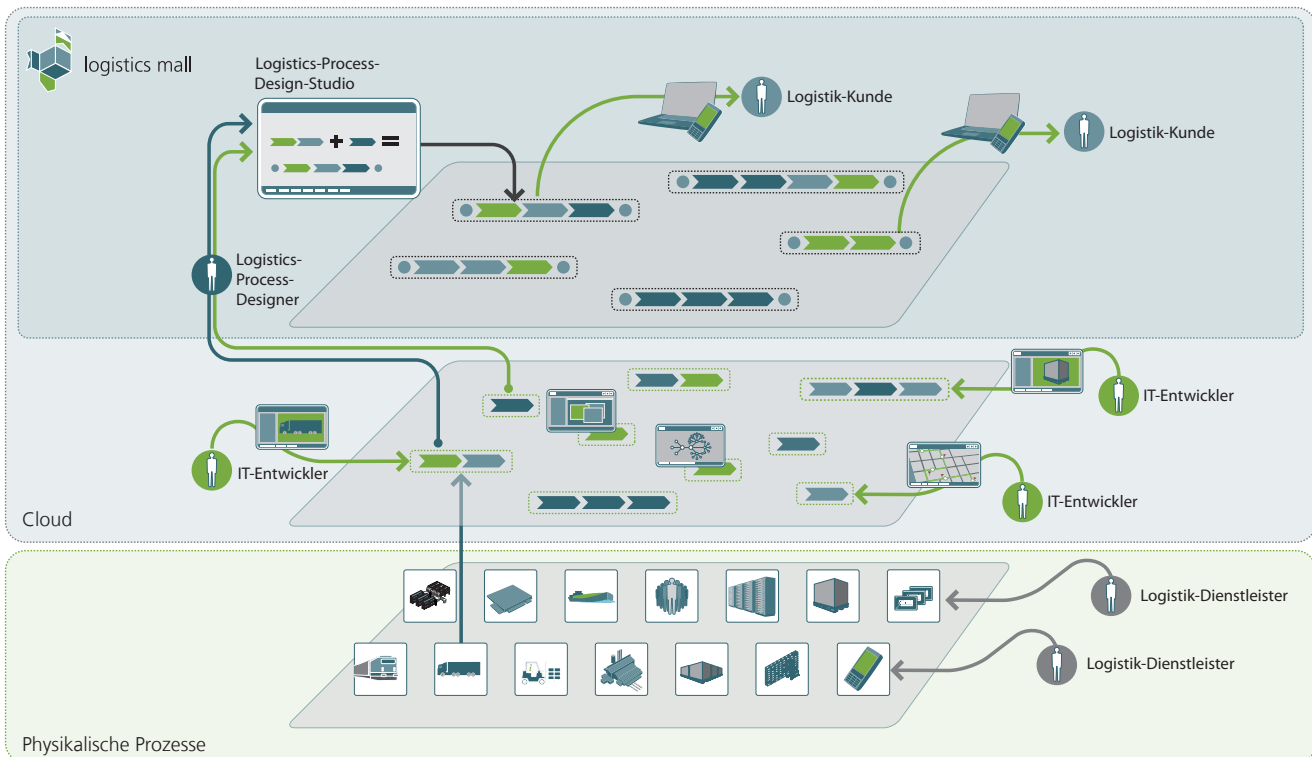 logistics mall
Logistics-Process-
Design-Studio
Logistik-Kunde
Logistik-Kunde
Logistics-
Process-
Designer
IT-Entwickler
IT-Entwickler
IT-Entwickler
Cloud
Logistik-Dienstleister
Logistik-Dienstleister
Physikalische Prozesse